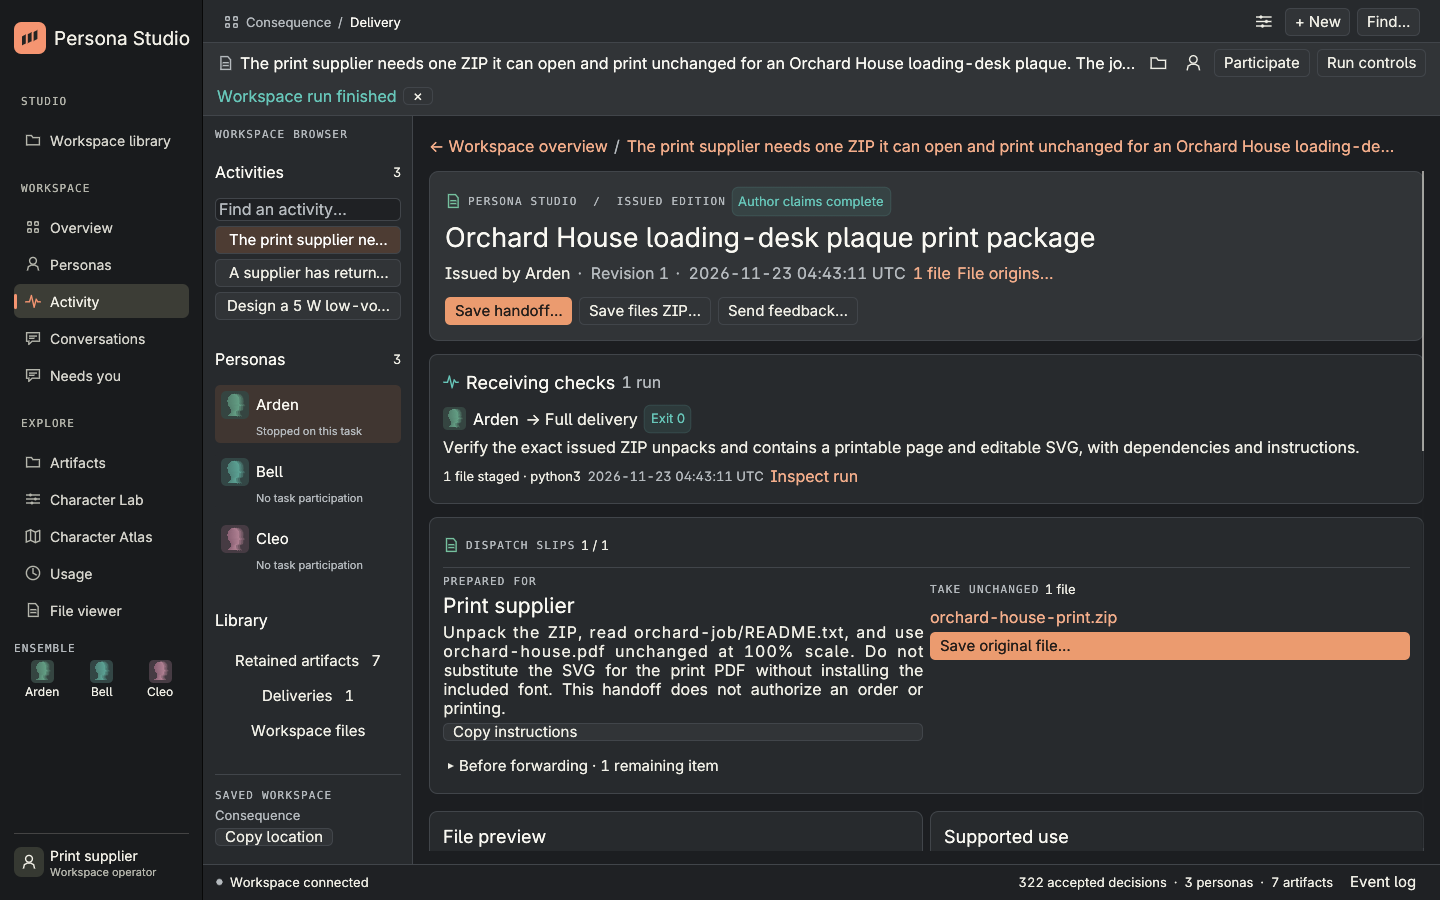 Persona Studio
STUDIO
Workspace library
WORKSPACE
Overview
Personas
Activity
Conversations
Needs you
EXPLORE
Artifacts
Character Lab
Character Atlas
Usage
File viewer
ENSEMBLE
Arden Bell Cleo
Print supplier
Workspace operator
Consequence / Delivery
+ New
Find...
The print supplier needs one ZIP it can open and print unchanged for an Orchard House loading-desk plaque. The jo...
Participate
Run controls
Workspace run finished ×
WORKSPACE BROWSER
Activities 3
Find an activity...
The print supplier ne...
A supplier has return...
Design a 5 W low-vo...
Personas 3
Arden
Stopped on this task
Bell
No task participation
Cleo
No task participation
Library
Retained artifacts 7
Deliveries 1
Workspace files
SAVED WORKSPACE
Consequence
Copy location
← Workspace overview / The print supplier needs one ZIP it can open and print unchanged for an Orchard House loading-de...
PERSONA STUDIO / ISSUED EDITION Author claims complete
Orchard House loading-desk plaque print package
Issued by Arden · Revision 1 · 2026-11-23 04:43:11 UTC 1 file File origins...
Save handoff... Save files ZIP... Send feedback...
Receiving checks 1 run
Arden → Full delivery Exit 0
Verify the exact issued ZIP unpacks and contains a printable page and editable SVG, with dependencies and instructions.
1 file staged · python3 2026-11-23 04:43:11 UTC Inspect run
DISPATCH SLIPS 1 / 1
PREPARED FOR
Print supplier
Unpack the ZIP, read orchard-job/README.txt, and use
orchard-house.pdf unchanged at 100% scale. Do not
substitute the SVG for the print PDF without installing the
included font. This handoff does not authorize an order or
printing.
Copy instructions
▸ Before forwarding · 1 remaining item
TAKE UNCHANGED 1 file
orchard-house-print.zip
Save original file...
File preview
Supported use
Workspace connected
322 accepted decisions · 3 personas · 7 artifacts Event log